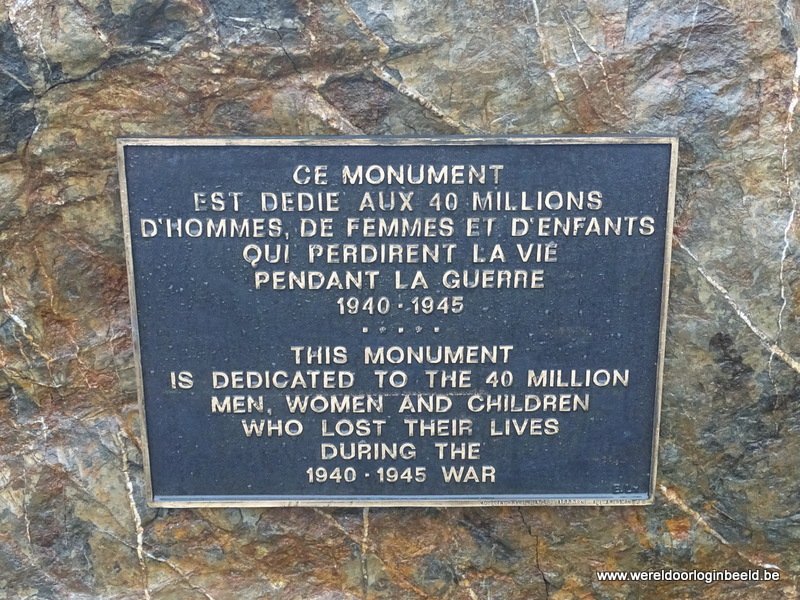 CE MONUMENT
EST DEDIE AUX 40 MILLIONS
D'HOMMES, DE FEMMES ET D'ENFANTS
QUI PERDIRENT LA VIE
PENDANT LA GUERRE
1940 · 1945
· · · · ·
THIS MONUMENT
IS DEDICATED TO THE 40 MILLION
MEN, WOMEN AND CHILDREN
WHO LOST THEIR LIVES
DURING THE
1940 · 1945 WAR
www.wereldoorloginbeeld.be